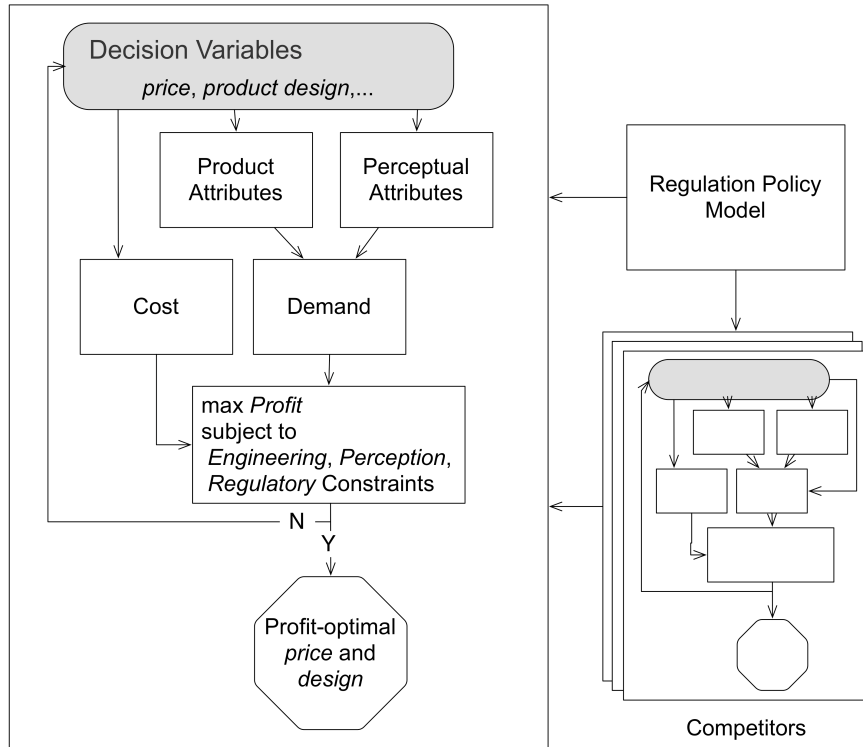 Decision Variables
price, product design,...
Product
Attributes
Perceptual
Attributes
Regulation Policy
Model
Cost
Demand
max Profit
subject to
Engineering, Perception,
Regulatory Constraints
N
Y
Profit-optimal
price and
design
Competitors